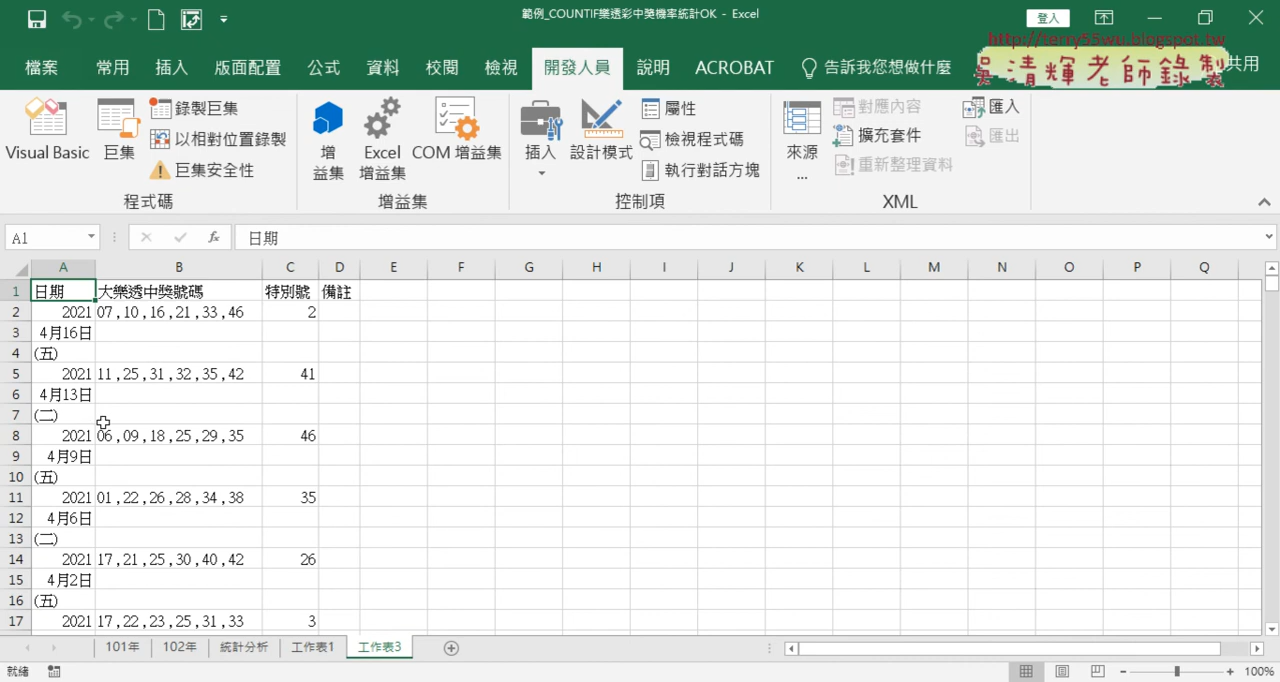 範例_COUNTIF樂透彩中獎機率統計OK - Excel
登入
http://terry55wu.blogspot.tw
吳清輝老師錄製
檔案 常用 插入 版面配置 公式 資料 校閱 檢視 開發人員 說明 ACROBAT 告訴我您想做什麼 共用
Visual Basic 巨集 錄製巨集 以相對位置錄製 巨集安全性
增益集 Excel 增益集 COM 增益集
插入 設計模式 屬性 檢視程式碼 執行對話方塊
來源... 對應內容 擴充套件 重新整理資料 匯入 匯出
程式碼 增益集 控制項 XML
A1 fx 日期
A B C D E F G H I J K L M N O P Q
1 日期 大樂透中獎號碼 特別號 備註
2 2021 07,10,16,21,33,46 2
3 4月16日
4 (五)
5 2021 11,25,31,32,35,42 41
6 4月13日
7 (二)
8 2021 06,09,18,25,29,35 46
9 4月9日
10 (五)
11 2021 01,22,26,28,34,38 35
12 4月6日
13 (二)
14 2021 17,21,25,30,40,42 26
15 4月2日
16 (五)
17 2021 17,22,23,25,31,33 3
101年 102年 統計分析 工作表1 工作表3
就緒 100%